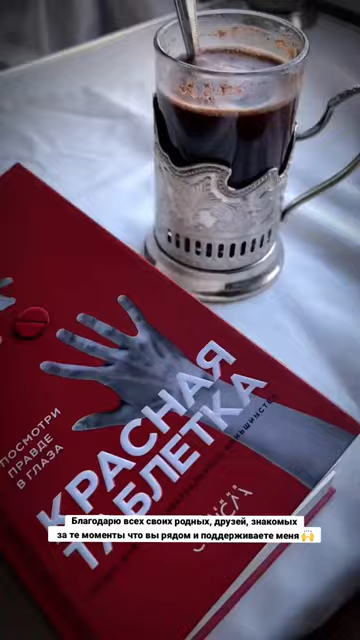 ПОСМОТРИ
ПРАВДЕ
В ГЛАЗА
КРАСНАЯ
ТАБЛЕТКА
Благодарю всех своих родных, друзей, знакомых
за те моменты что вы рядом и поддерживаете меня 🙌